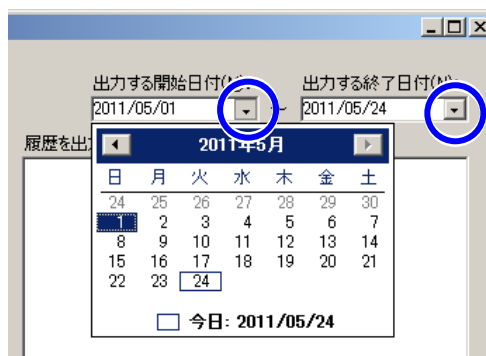 出力する開始日付 出力する終了日付
2011/05/01 ~ 2011/05/24
履歴を出
2011年5月
日 月 火 水 木 金 土
24 25 26 27 28 29 30
1 2 3 4 5 6 7
8 9 10 11 12 13 14
15 16 17 18 19 20 21
22 23 24
今日: 2011/05/24